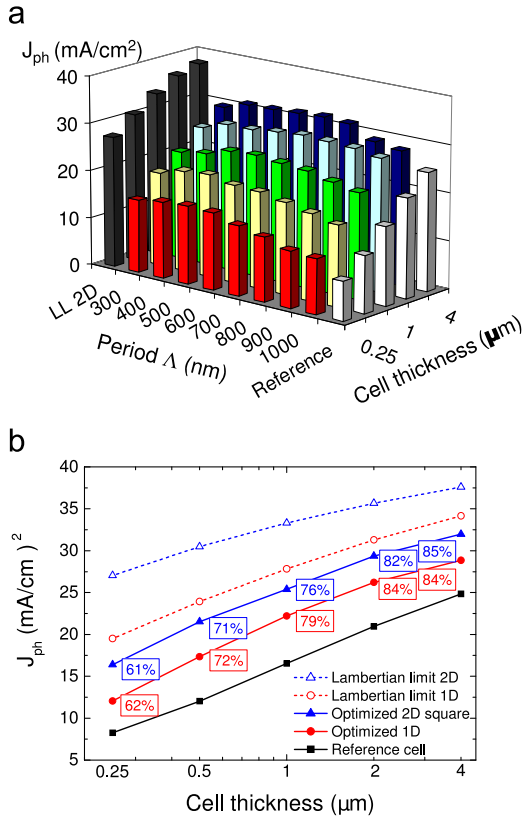 a
J_ph (mA/cm²)
40
30
20
10
0
LL 2D
300
400
500
600
700
800
900
1000
Reference
Period Λ (nm)
0.25
1
4
Cell thickness (μm)
b
J_ph (mA/cm)²
40
35
30
25
20
15
10
5
61%
71%
76%
82%
85%
62%
72%
79%
84%
84%
Lambertian limit 2D
Lambertian limit 1D
Optimized 2D square
Optimized 1D
Reference cell
0.25
0.5
1
2
4
Cell thickness (μm)